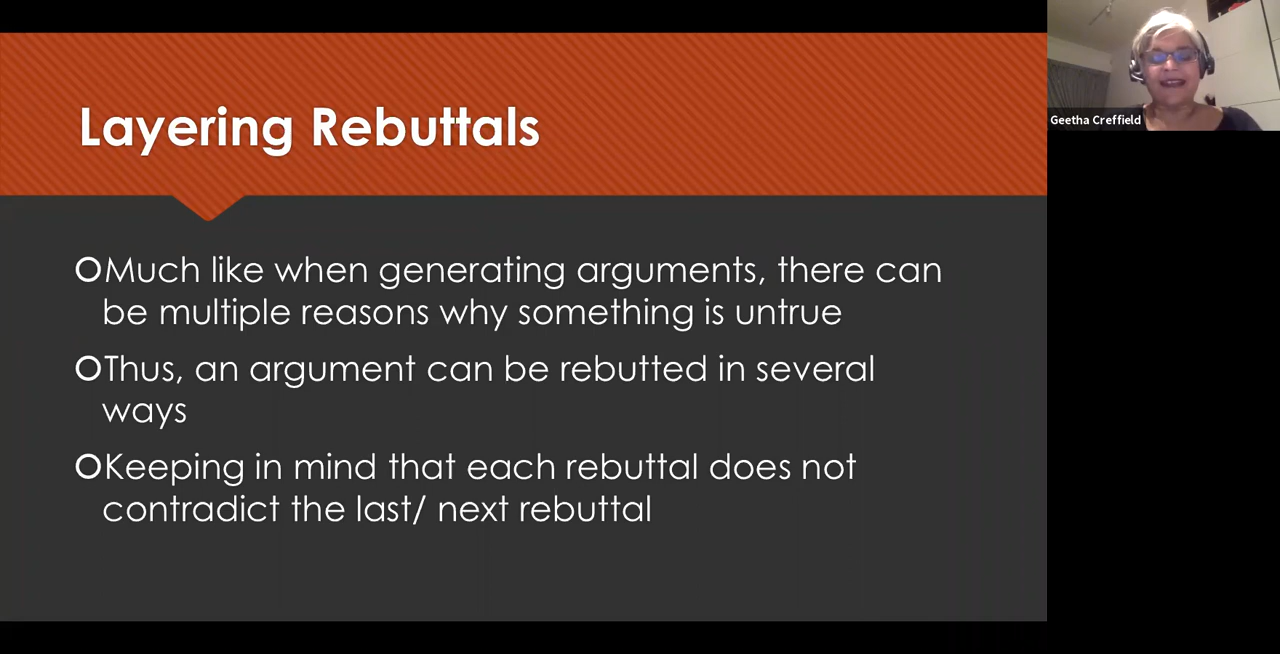 Layering Rebuttals
Geetha Creffield
Much like when generating arguments, there can
be multiple reasons why something is untrue
Thus, an argument can be rebutted in several
ways
Keeping in mind that each rebuttal does not
contradict the last/ next rebuttal